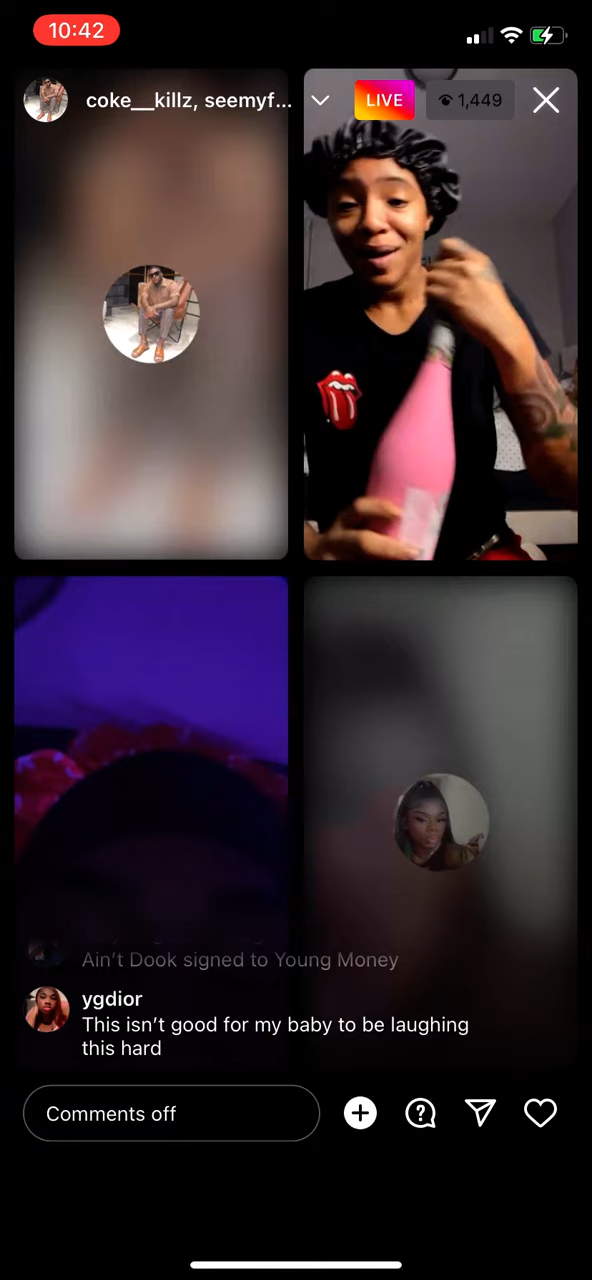 10:42
coke__killz, seemyf...
LIVE
1,449
Ain't Dook signed to Young Money
ygdior
This isn't good for my baby to be laughing
this hard
Comments off